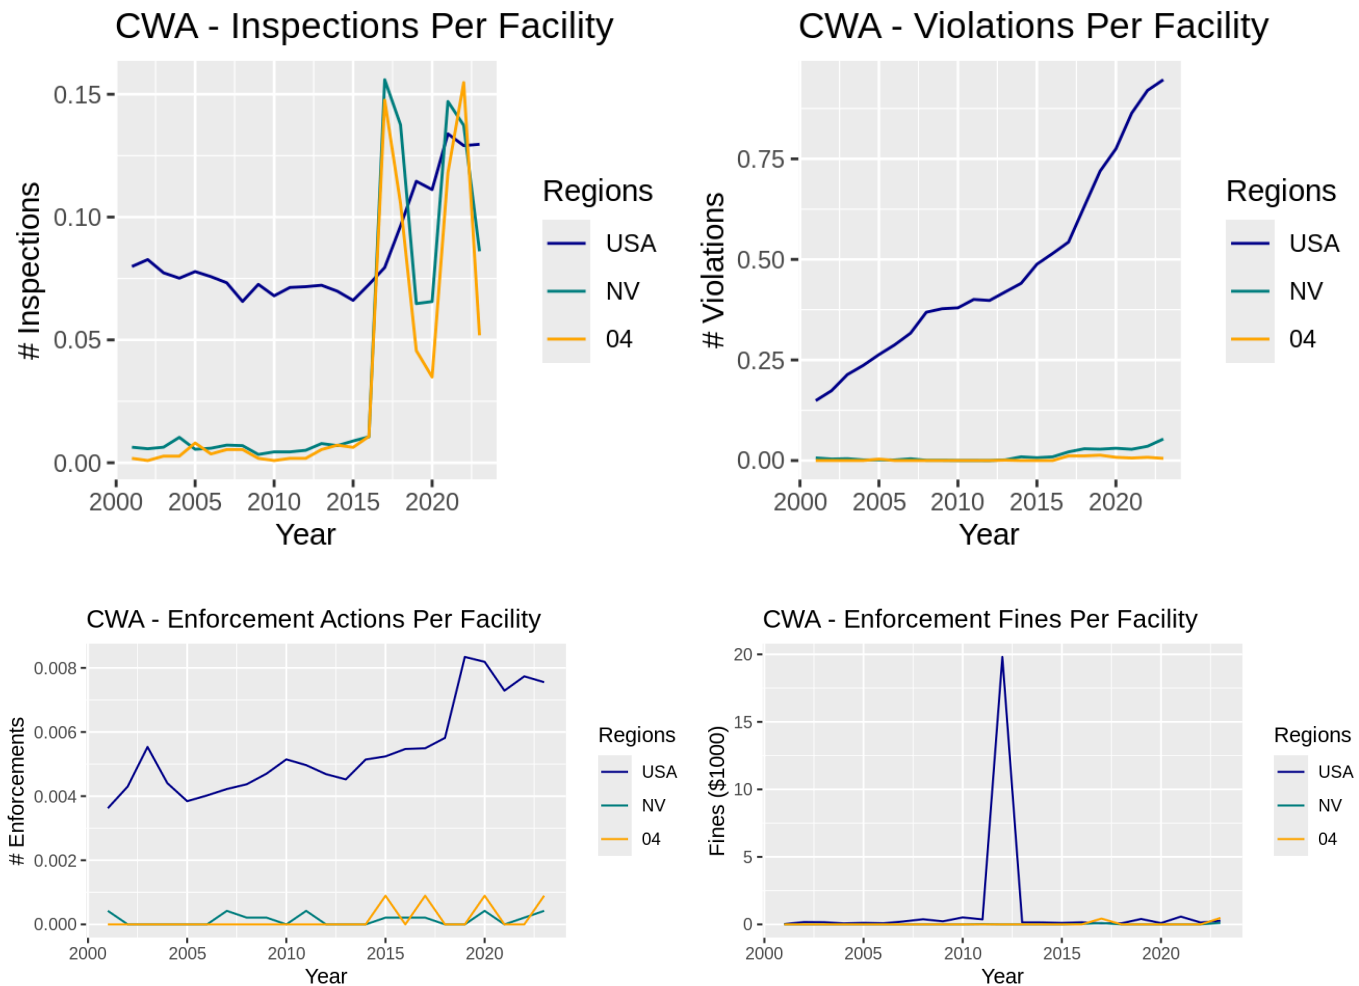 CWA - Inspections Per Facility
# Inspections
0.15
0.10
0.05
0.00
2000 2005 2010 2015 2020
Year
Regions
USA
NV
04
CWA - Violations Per Facility
# Violations
0.75
0.50
0.25
0.00
2000 2005 2010 2015 2020
Year
Regions
USA
NV
04
CWA - Enforcement Actions Per Facility
# Enforcements
0.008
0.006
0.004
0.002
0.000
2000 2005 2010 2015 2020
Year
Regions
USA
NV
04
CWA - Enforcement Fines Per Facility
Fines ($1000)
20
15
10
5
0
2000 2005 2010 2015 2020
Year
Regions
USA
NV
04